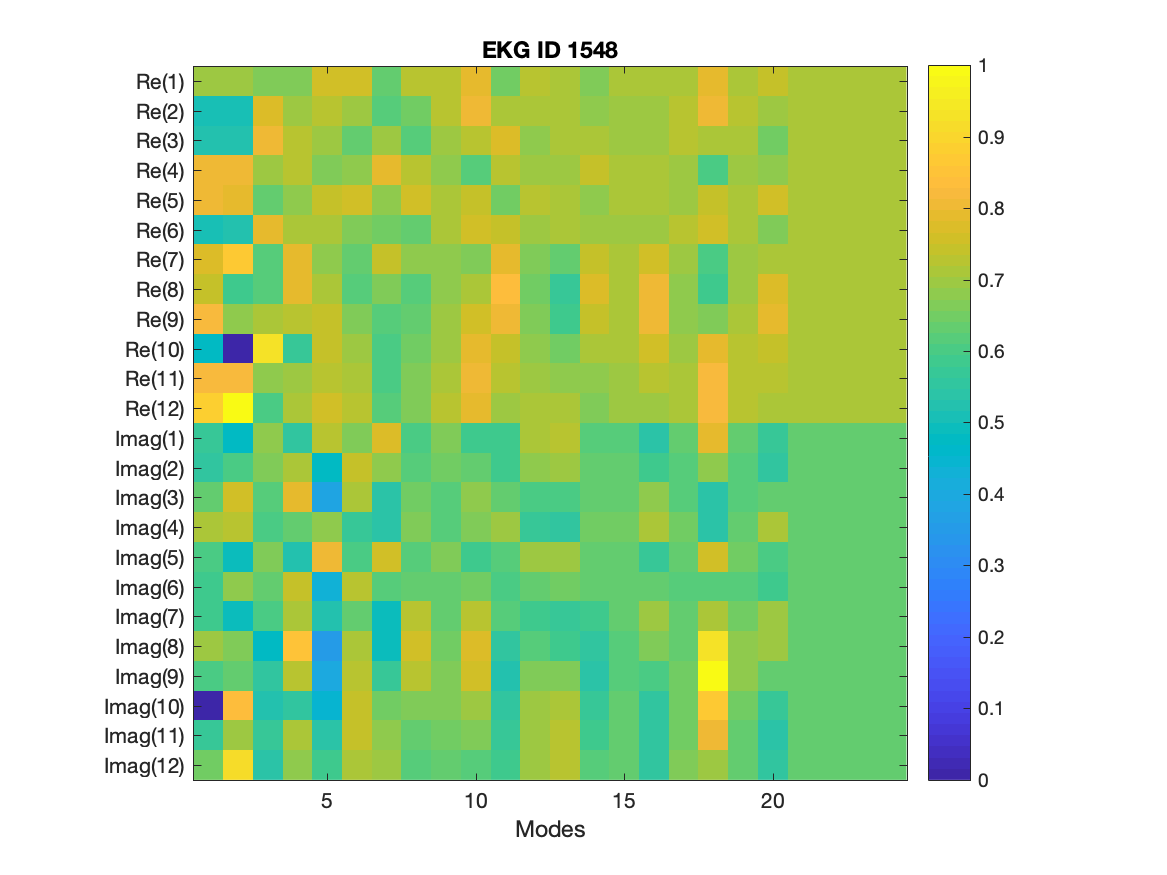 EKG ID 1548
Re(1)
Re(2)
Re(3)
Re(4)
Re(5)
Re(6)
Re(7)
Re(8)
Re(9)
Re(10)
Re(11)
Re(12)
Imag(1)
Imag(2)
Imag(3)
Imag(4)
Imag(5)
Imag(6)
Imag(7)
Imag(8)
Imag(9)
Imag(10)
Imag(11)
Imag(12)
5 10 15 20
Modes
1
0.9
0.8
0.7
0.6
0.5
0.4
0.3
0.2
0.1
0